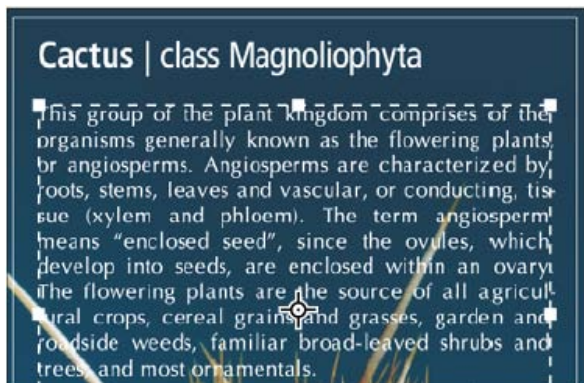 Cactus | class Magnoliophyta
This group of the plant kingdom comprises of the
organisms generally known as the flowering plants
or angiosperms. Angiosperms are characterized by
roots, stems, leaves and vascular, or conducting, tis
sue (xylem and phloem). The term angiosperm
means “enclosed seed”, since the ovules, which
develop into seeds, are enclosed within an ovary.
The flowering plants are the source of all agricul
tural crops, cereal grains and grasses, garden and
roadside weeds, familiar broad-leaved shrubs and
trees, and most ornamentals.